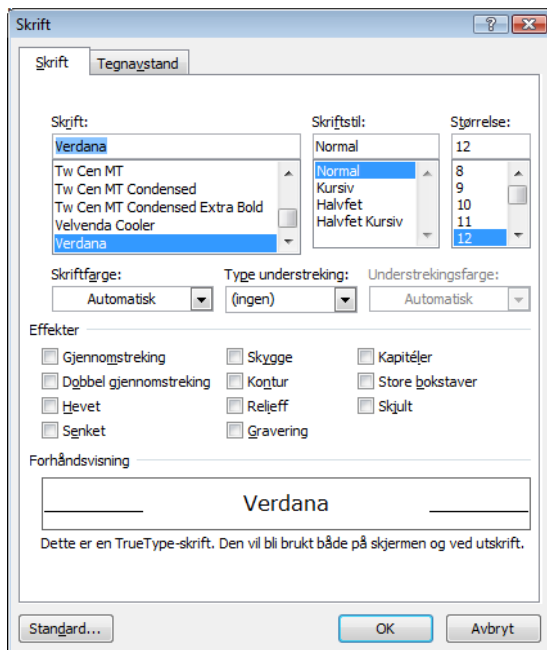 Skrift
Skrift Tegnavstand
Skrift: Skriftstil: Størrelse:
Verdana Normal 12
Tw Cen MT Normal 8
Tw Cen MT Condensed Kursiv 9
Tw Cen MT Condensed Extra Bold Halvfet 10
Velvenda Cooler Halvfet Kursiv 11
Verdana 12
Skriftfarge: Type understreking: Understrekingsfarge:
Automatisk (ingen) Automatisk
Effekter
Gjennomstreking Skygge Kapitéler
Dobbel gjennomstreking Kontur Store bokstaver
Hevet Relieff Skjult
Senket Gravering
Forhåndsvisning
Verdana
Dette er en TrueType-skrift. Den vil bli brukt både på skjermen og ved utskrift.
Standard... OK Avbryt